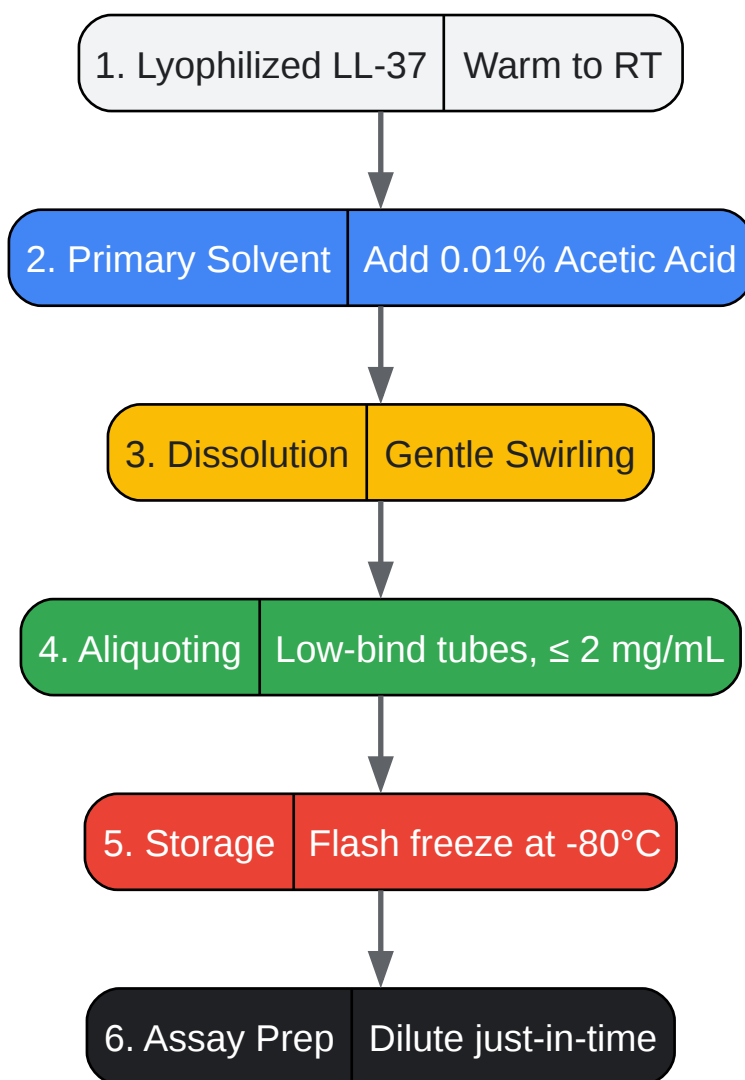 1. Lyophilized LL-37 Warm to RT
2. Primary Solvent Add 0.01% Acetic Acid
3. Dissolution Gentle Swirling
4. Aliquoting Low-bind tubes, ≤ 2 mg/mL
5. Storage Flash freeze at -80°C
6. Assay Prep Dilute just-in-time